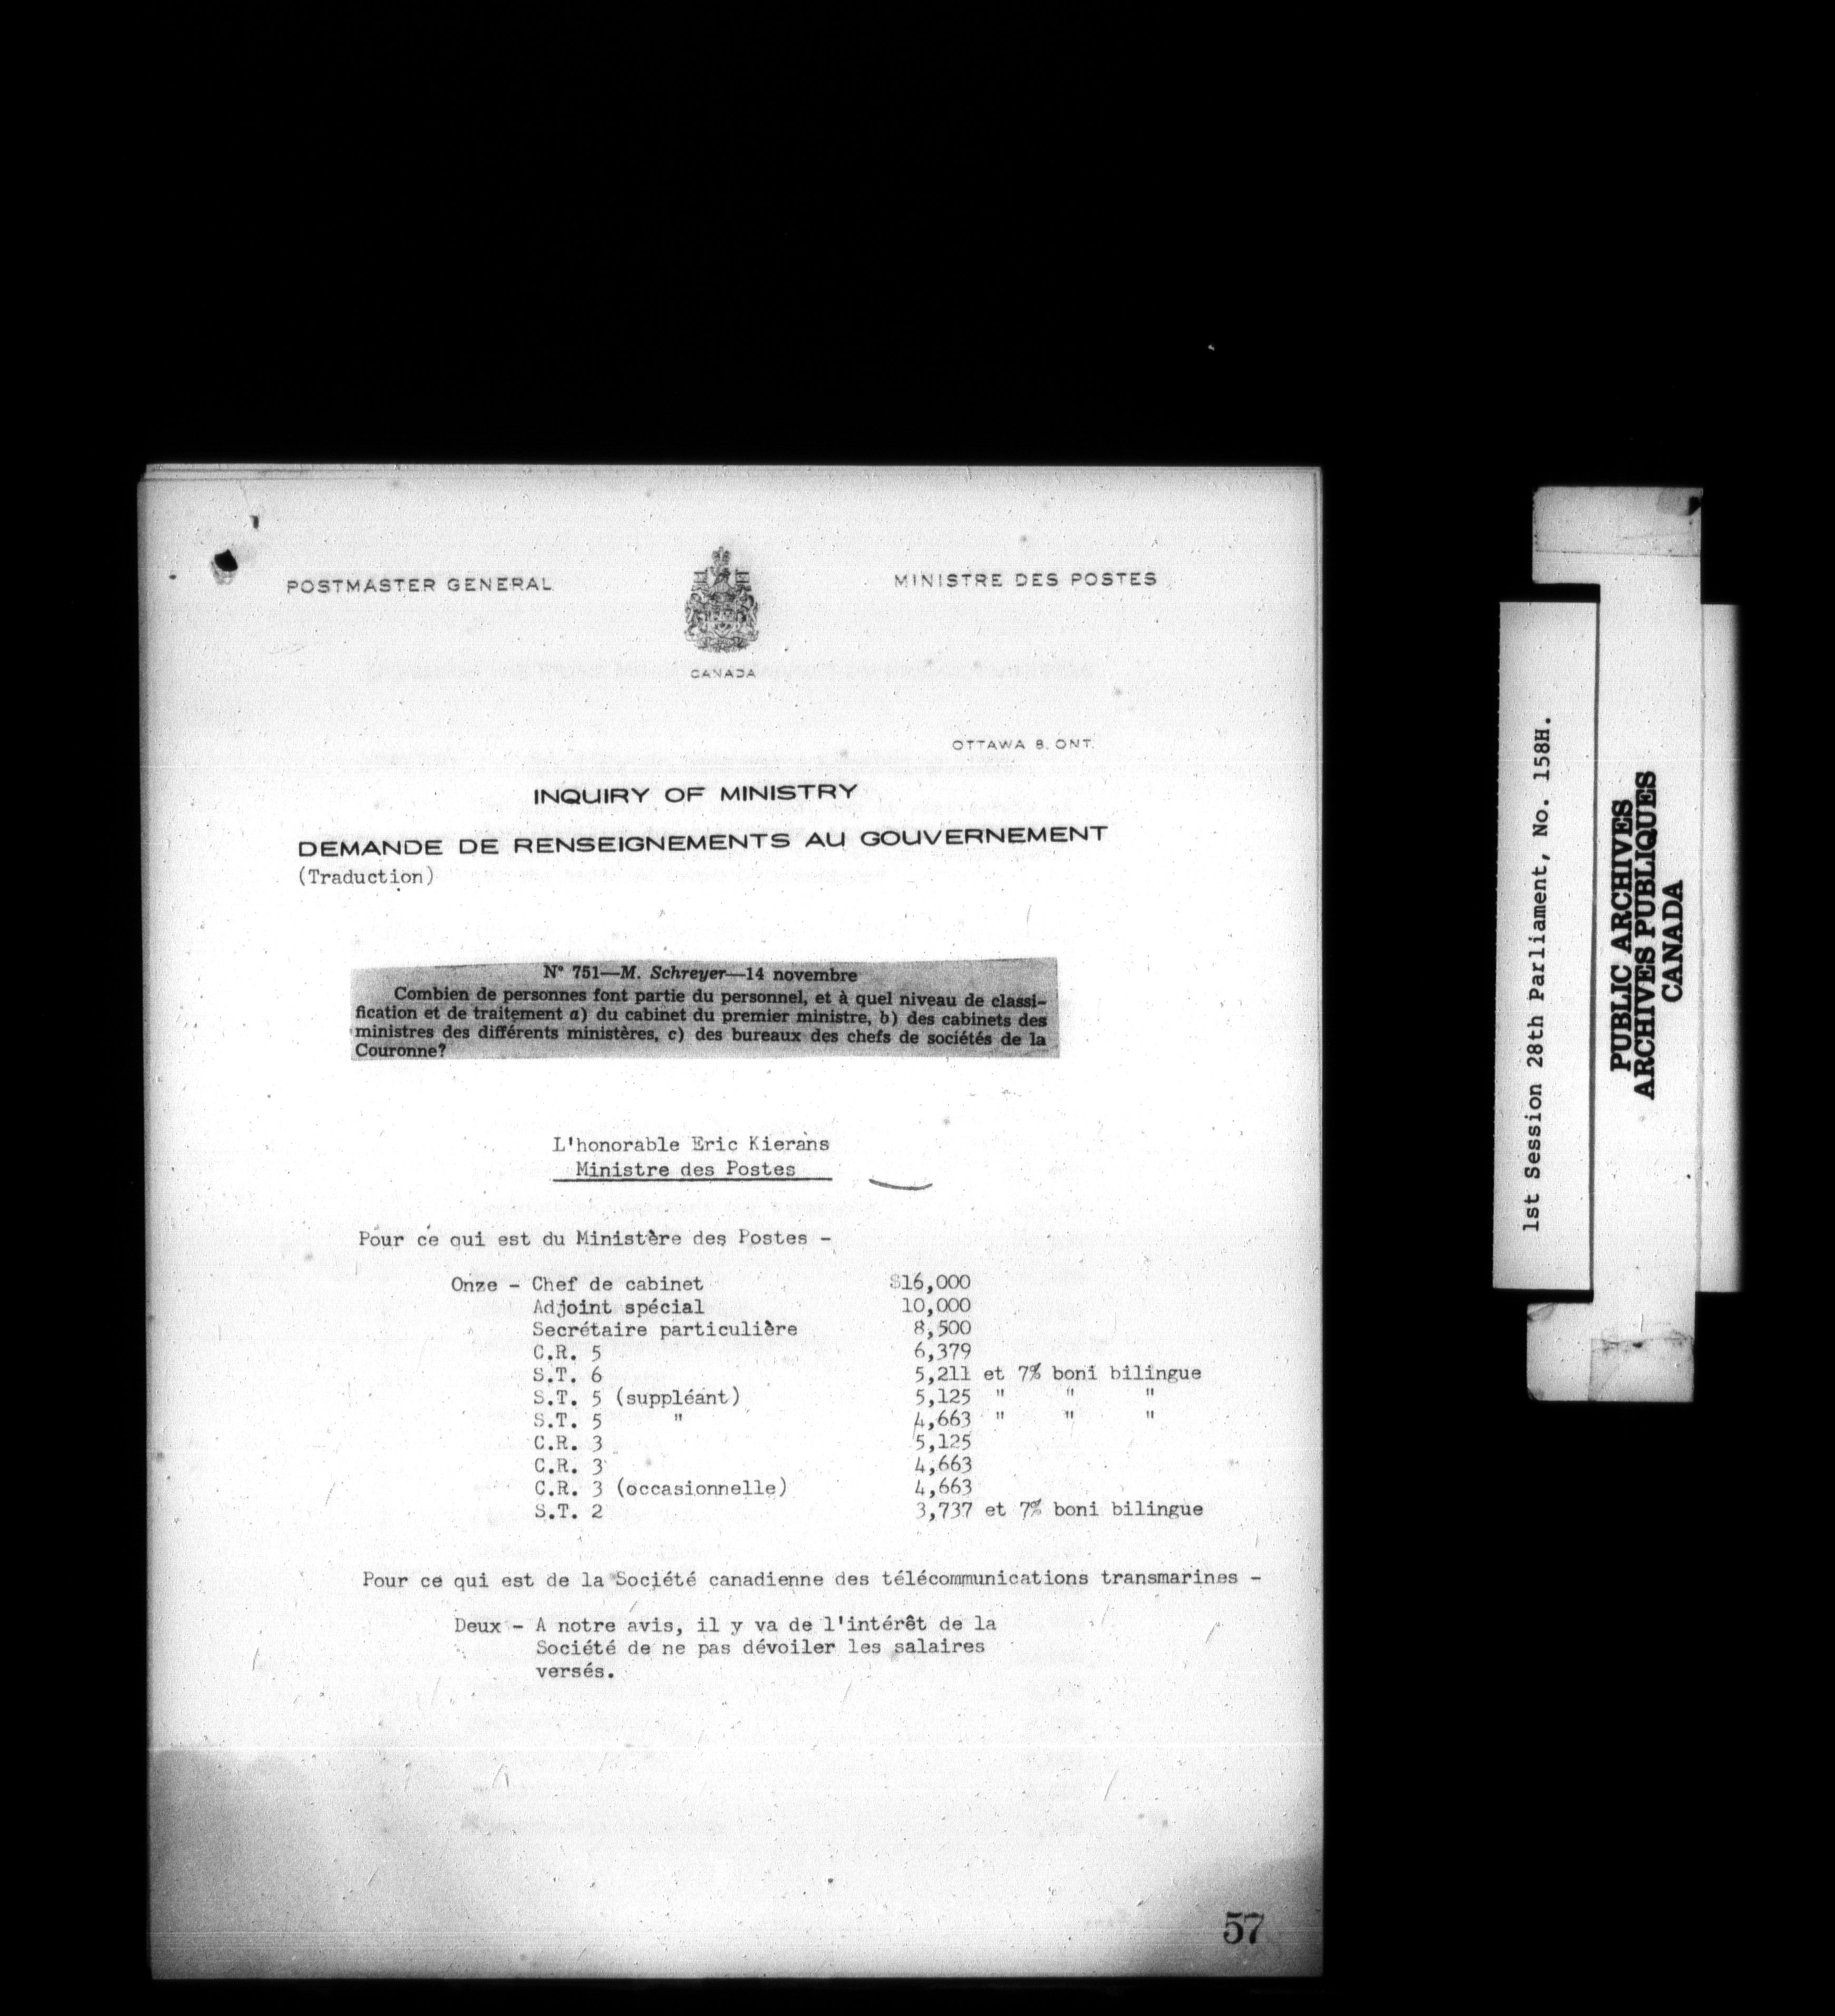 POSTMASTER GENERAL
MINISTRE DES POSTES
CANADA
OTTAWA 8, ONT.
INQUIRY OF MINISTRY
DEMANDE DE RENSEIGNEMENTS AU GOUVERNEMENT
(Traduction)
N° 751—M. Schreyer—14 novembre
Combien de personnes font partie du personnel, et à quel niveau de classi-
fication et de traitement a) du cabinet du premier ministre, b) des cabinets des
ministres des différents ministères, c) des bureaux des chefs de sociétés de la
Couronne?
L'honorable Eric Kierans
Ministre des Postes
Pour ce qui est du Ministère des Postes -
Onze - Chef de cabinet $16,000
Adjoint spécial 10,000
Secrétaire particulière 8,500
C.R. 5 6,379
S.T. 6 5,211 et 7% boni bilingue
S.T. 5 (suppléant) 5,125 " " "
S.T. 5 " 4,663 " " "
C.R. 3 5,125
C.R. 3 4,663
C.R. 3 (occasionnelle) 4,663
S.T. 2 3,737 et 7% boni bilingue
Pour ce qui est de la Société canadienne des télécommunications transmarines -
Deux - A notre avis, il y va de l'intérêt de la
Société de ne pas dévoiler les salaires
versés.
57
1st Session 28th Parliament, No. 158H.
PUBLIC ARCHIVES
ARCHIVES PUBLIQUES
CANADA